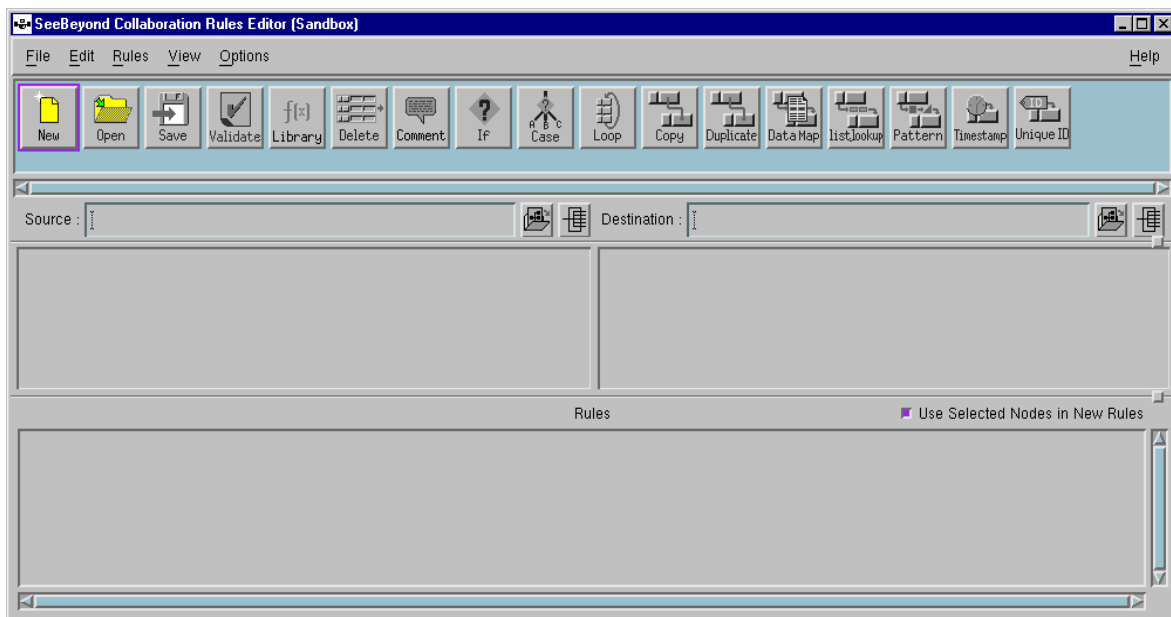 SeeBeyond Collaboration Rules Editor (Sandbox)
File Edit Rules View Options Help
New Open Save Validate Library Delete Comment If Case Loop Copy Duplicate Data Map list lookup Pattern Timestamp Unique ID
f(x) A B C ID
Source : Destination :
Rules Use Selected Nodes in New Rules